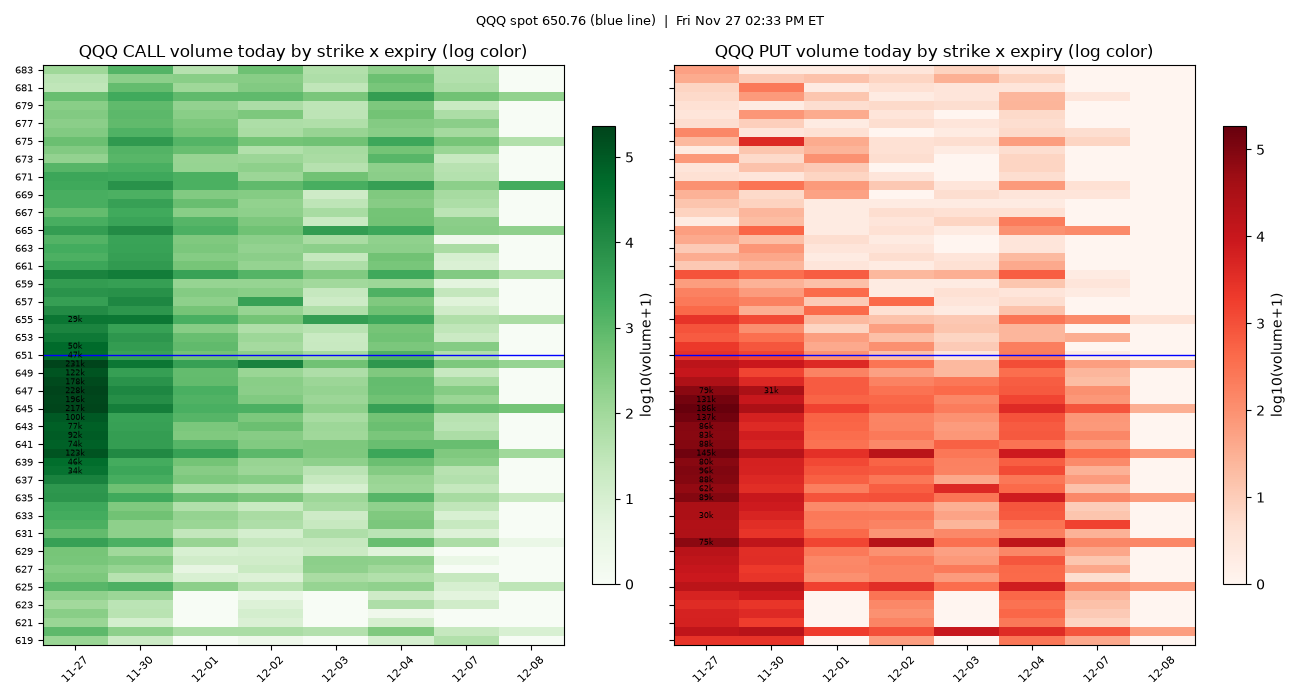 QQQ spot 650.76 (blue line) | Fri Nov 27 02:33 PM ET
QQQ CALL volume today by strike x expiry (log color)
683
681
679
677
675
673
671
669
667
665
663
661
659
657
655
653
651
649
647
645
643
641
639
637
635
633
631
629
627
625
623
621
619
29k
50k
47k
231k
122k
178k
228k
196k
217k
100k
77k
92k
74k
123k
46k
34k
11-27
11-30
12-01
12-02
12-03
12-04
12-07
12-08
5
4
3
2
1
0
log10(volume+1)
QQQ PUT volume today by strike x expiry (log color)
79k 31k
131k
186k
137k
86k
83k
88k
145k
80k
56k
88k
62k
85k
30k
75k
11-27
11-30
12-01
12-02
12-03
12-04
12-07
12-08
5
4
3
2
1
0
log10(volume+1)